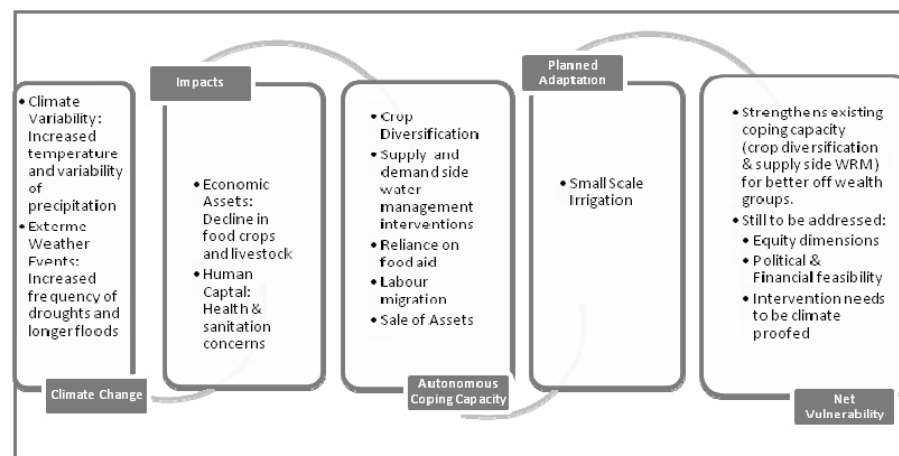 Impacts
Planned
Adaptation
• Climate
Variability:
Increased
temperature
and variability
of
precipitation
• Exterme
Weather
Events:
Increased
frequency of
droughts and
longer floods
Climate Change
• Economic
Assets:
Decline in
food crops
and livestock
• Human
Captal:
Health &
sanitation
concerns
• Crop
Diversification
• Supply and
demand side
water
management
interventions
• Reliance on
food aid
• Labour
migration
• Sale of Assets
Autonomous
Coping Capacity
• Small Scale
Irrigation
• Strengthens existing
coping capacity
(crop diversification
& supply side WRM)
for better off wealth
groups.
• Still to be addressed:
• Equity dimensions
• Political &
Financial feasibility
• Intervention needs
to be climate
proofed
Net
Vulnerability